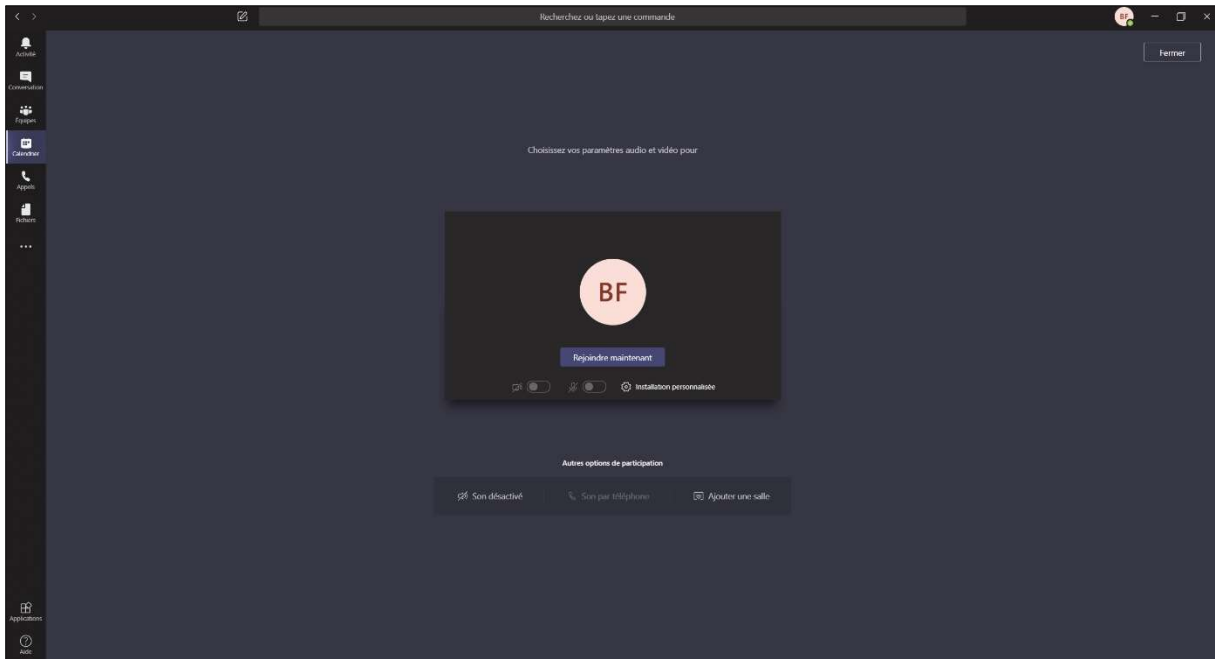 Recherchez ou tapez une commande
BF
Activité
Conversation
Équipes
Calendrier
Appels
Fichiers
Applications
Aide
Fermer
Choisissez vos paramètres audio et vidéo pour
BF
Rejoindre maintenant
Installation personnalisée
Autres options de participation
Son désactivé
Son par téléphone
Ajouter une salle